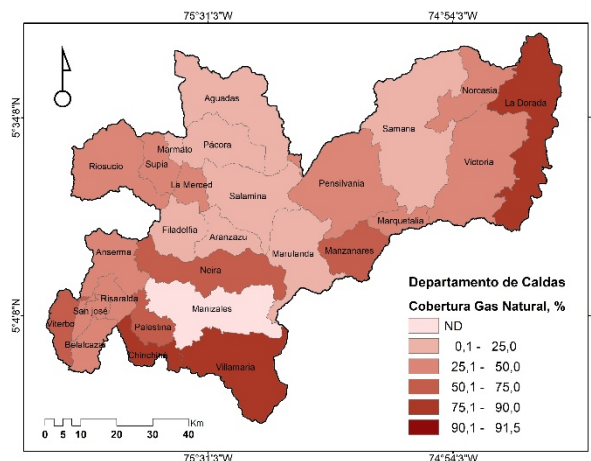 75°31'3"W 74°54'3"W
5°34'8"N
5°4'8"N
Aguadas
Norcasia
La Dorada
Samana
Pácora
Marmato
Riosucio
Supia
Victoria
La Merced
Pensilvania
Salamina
Marquetalia
Filadelfia
Aranzazu
Marulanda
Manzanares
Anserma
Neira
Risaralda
San josé
Manizales
Viterbo
Palestina
Belalcazar
Chinchiná
Villamaria
Departamento de Caldas
Cobertura Gas Natural, %
ND
0,1 - 25,0
25,1 - 50,0
50,1 - 75,0
75,1 - 90,0
90,1 - 91,5
Km
0 5 10 20 30 40
75°31'3"W 74°54'3"W